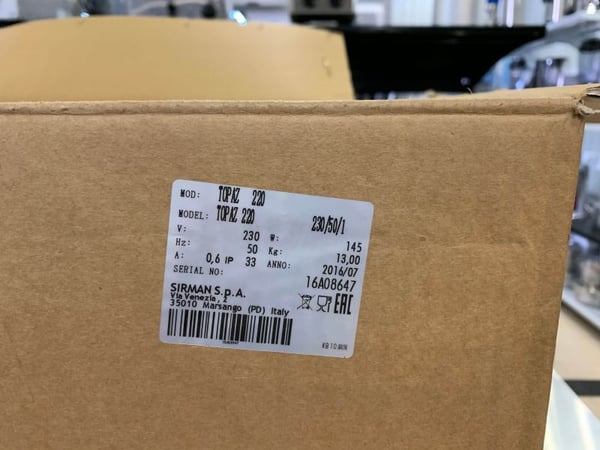 MOD: TOPAZ 220
MODEL: TOPAZ 220 230/50/1
V: 230 W: 145
Hz: 50 Kg: 13,00
A: 0,6 IP 33 ANNO: 2016/07
SERIAL NO: 16A08647
SIRMAN S.p.A.
Via Venezia, 2
35010 Marsango (PD) Italy
EAC